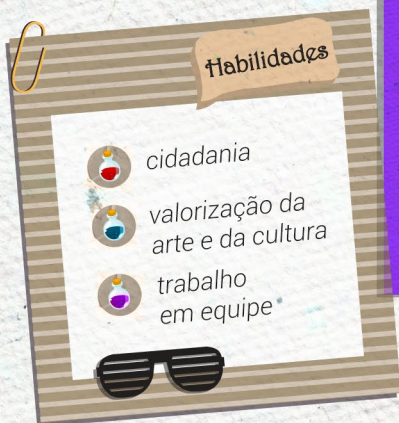 Habilidades
cidadania
valorização da
arte e da cultura
trabalho
em equipe